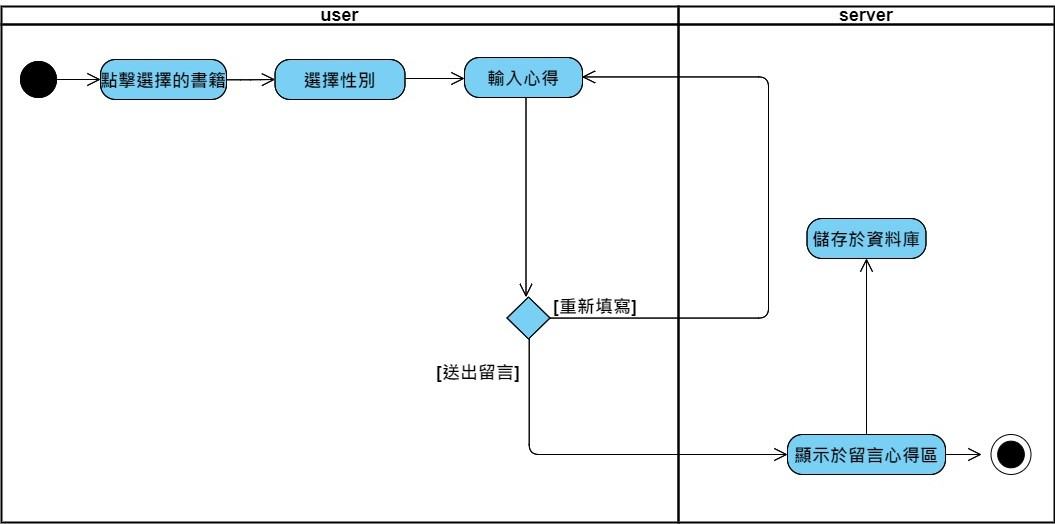 user
server
點擊選擇的書籍
選擇性別
輸入心得
儲存於資料庫
[重新填寫]
[送出留言]
顯示於留言心得區